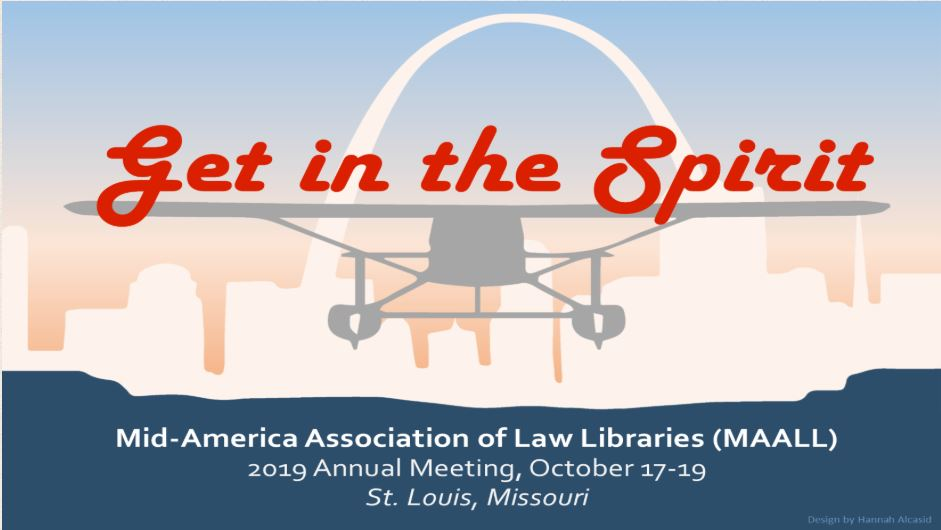 Get in the Spirit
Mid-America Association of Law Libraries (MAALL)
2019 Annual Meeting, October 17-19
St. Louis, Missouri
Design by Hannah Alcasid